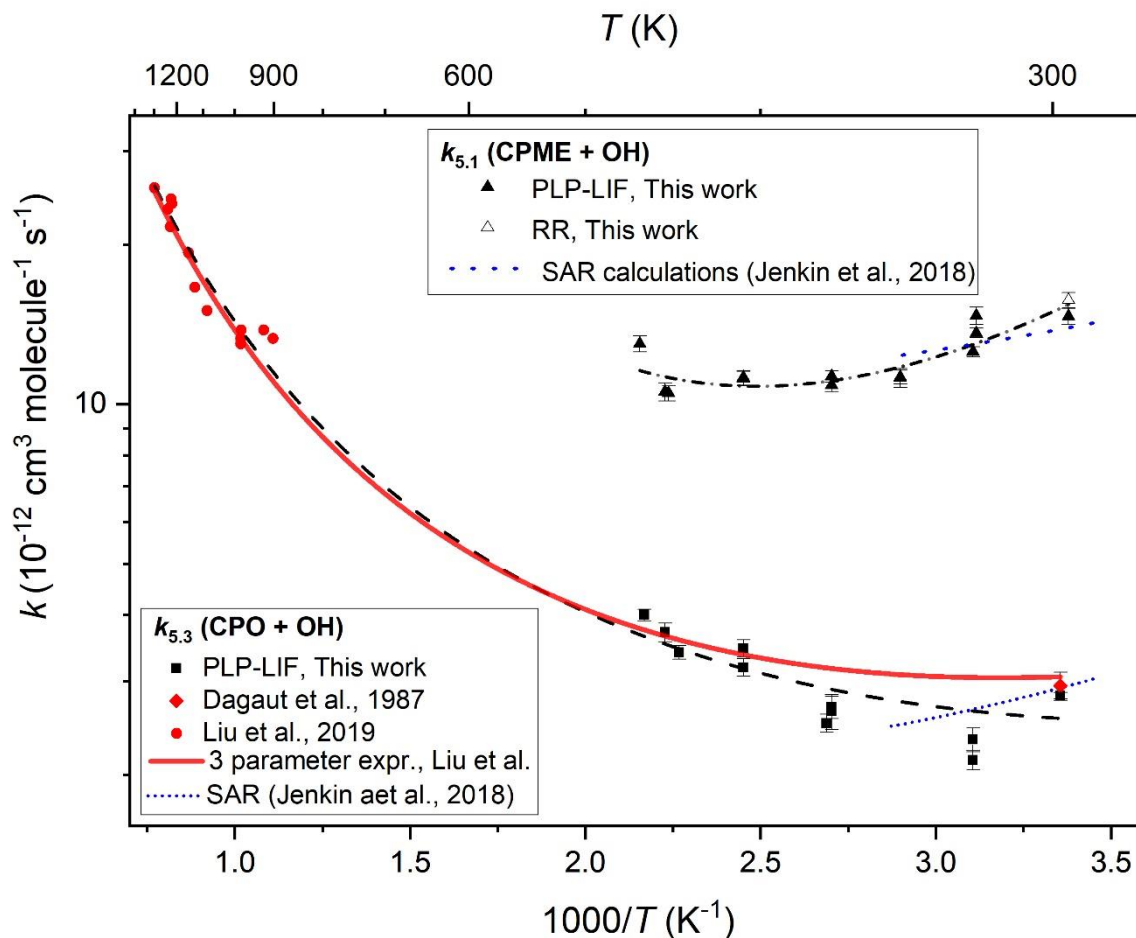 T (K)
1200 900 600 300
k₅.₁ (CPME + OH)
PLP-LIF, This work
RR, This work
SAR calculations (Jenkin et al., 2018)
k (10⁻¹² cm³ molecule⁻¹ s⁻¹)
10
k₅.₃ (CPO + OH)
PLP-LIF, This work
Dagaut et al., 1987
Liu et al., 2019
3 parameter expr., Liu et al.
SAR (Jenkin aet al., 2018)
1.0 1.5 2.0 2.5 3.0 3.5
1000/T (K⁻¹)